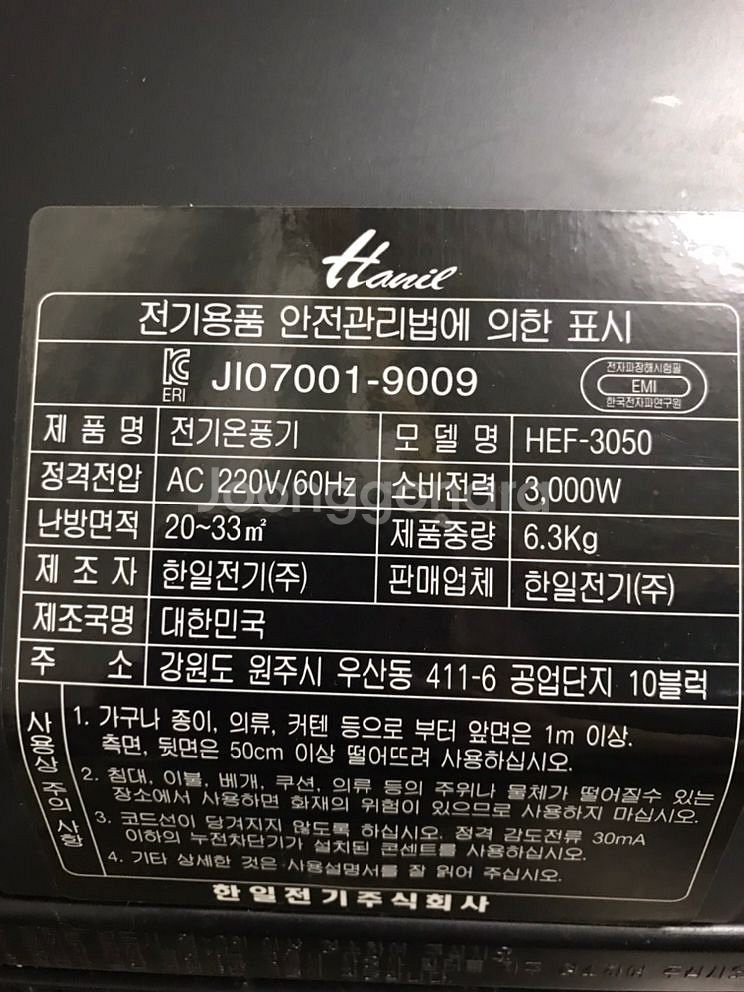 Hanil
전기용품 안전관리법에 의한 표시
ERI JI07001-9009 전자파장해시험필 EMI 한국전자파연구원
제품명 전기온풍기 모델명 HEF-3050
정격전압 AC 220V/60Hz 소비전력 3,000W
Joonggonara
난방면적 20~33㎡ 제품중량 6.3Kg
제조자 한일전기(주) 판매업체 한일전기(주)
제조국명 대한민국
주소 강원도 원주시 우산동 411-6 공업단지 10블럭
사용상 주의 사항
1. 가구나 종이, 의류, 커텐 등으로 부터 앞면은 1m 이상.
측면, 뒷면은 50cm 이상 떨어뜨려 사용하십시오.
2. 침대, 이불, 베개, 쿠션, 의류 등의 주위나 물체가 떨어질수 있는
장소에서 사용하면 화재의 위험이 있으므로 사용하지 마십시오.
3. 코드선이 당겨지지 않도록 하십시오. 정격 감도전류 30mA
이하의 누전차단기가 설치된 콘센트를 사용하십시오.
4. 기타 상세한 것은 사용설명서를 잘 읽어 주십시오.
한일전기주식회사